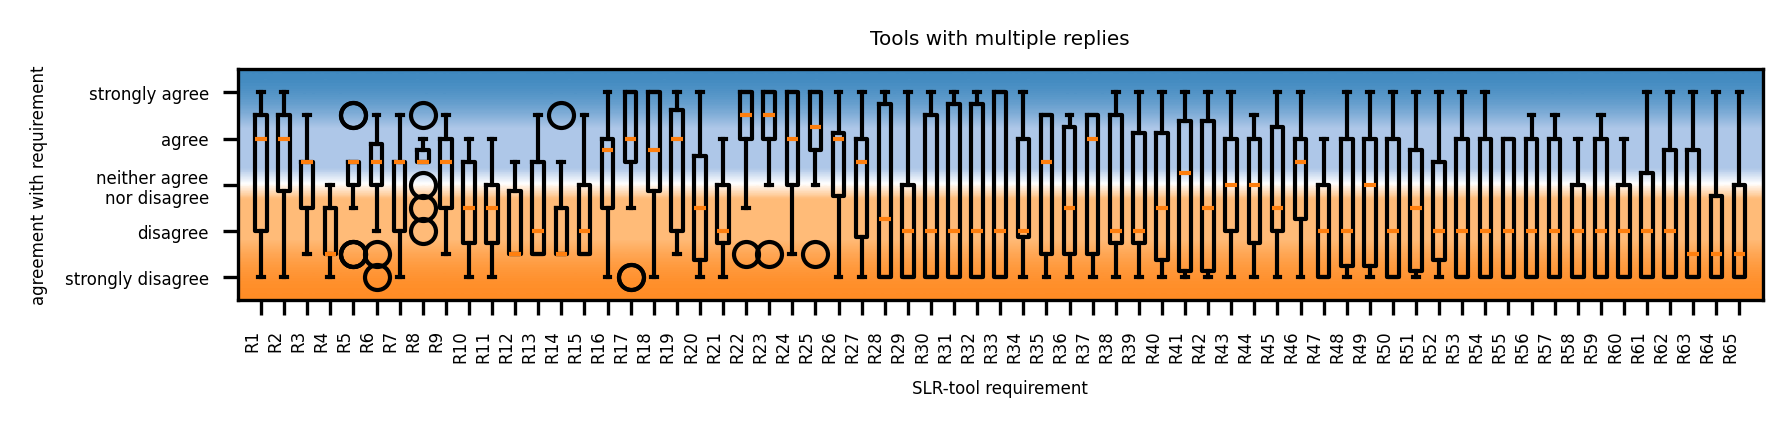 Tools with multiple replies
agreement with requirement
strongly agree
agree
neither agree
nor disagree
disagree
strongly disagree
R1
R2
R3
R4
R5
R6
R7
R8
R9
R10
R11
R12
R13
R14
R15
R16
R17
R18
R19
R20
R21
R22
R23
R24
R25
R26
R27
R28
R29
R30
R31
R32
R33
R34
R35
R36
R37
R38
R39
R40
R41
R42
R43
R44
R45
R46
R47
R48
R49
R50
R51
R52
R53
R54
R55
R56
R57
R58
R59
R60
R61
R62
R63
R64
R65
SLR-tool requirement